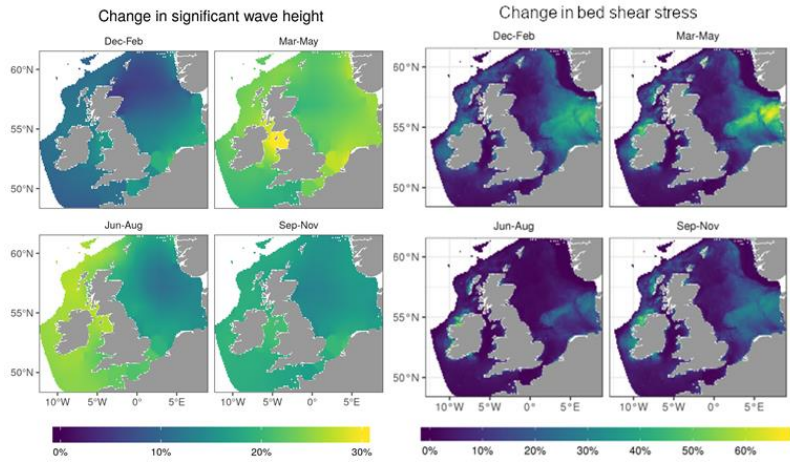 Change in significant wave height
Dec-Feb
Mar-May
60°N
55°N
50°N
Jun-Aug
Sep-Nov
60°N
55°N
50°N
10°W
5°W
0°
5°E
10°W
5°W
0°
5°E
0%
10%
20%
30%
Change in bed shear stress
Dec-Feb
Mar-May
60°N
55°N
50°N
Jun-Aug
Sep-Nov
60°N
55°N
50°N
10°W
5°W
0°
5°E
10°W
5°W
0°
5°E
0%
10%
20%
30%
40%
50%
60%